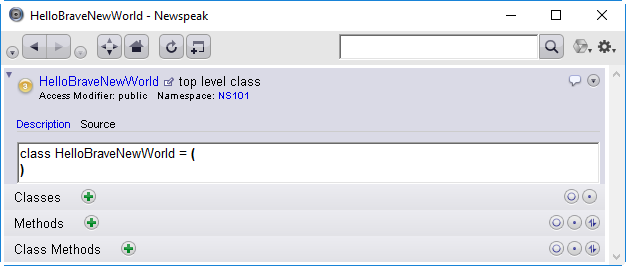 HelloBraveNewWorld - Newspeak
3
HelloBraveNewWorld top level class
Access Modifier: public Namespace: NS101
Description Source
class HelloBraveNewWorld = (
)
Classes
Methods
Class Methods